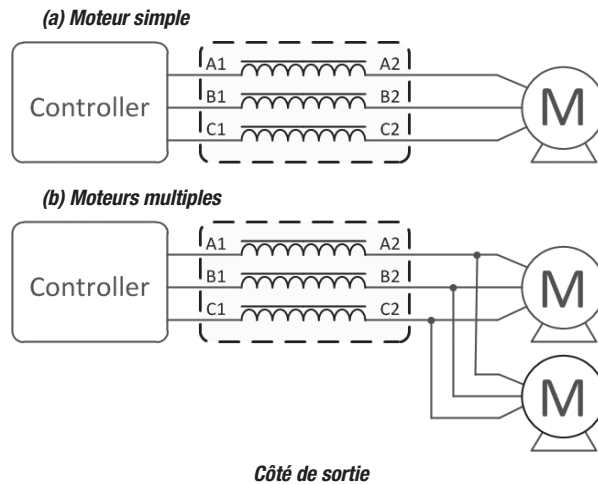 (a) Moteur simple
A1 A2
Controller B1 B2 M
C1 C2
(b) Moteurs multiples
A1 A2
Controller B1 B2 M
C1 C2
M
Côté de sortie